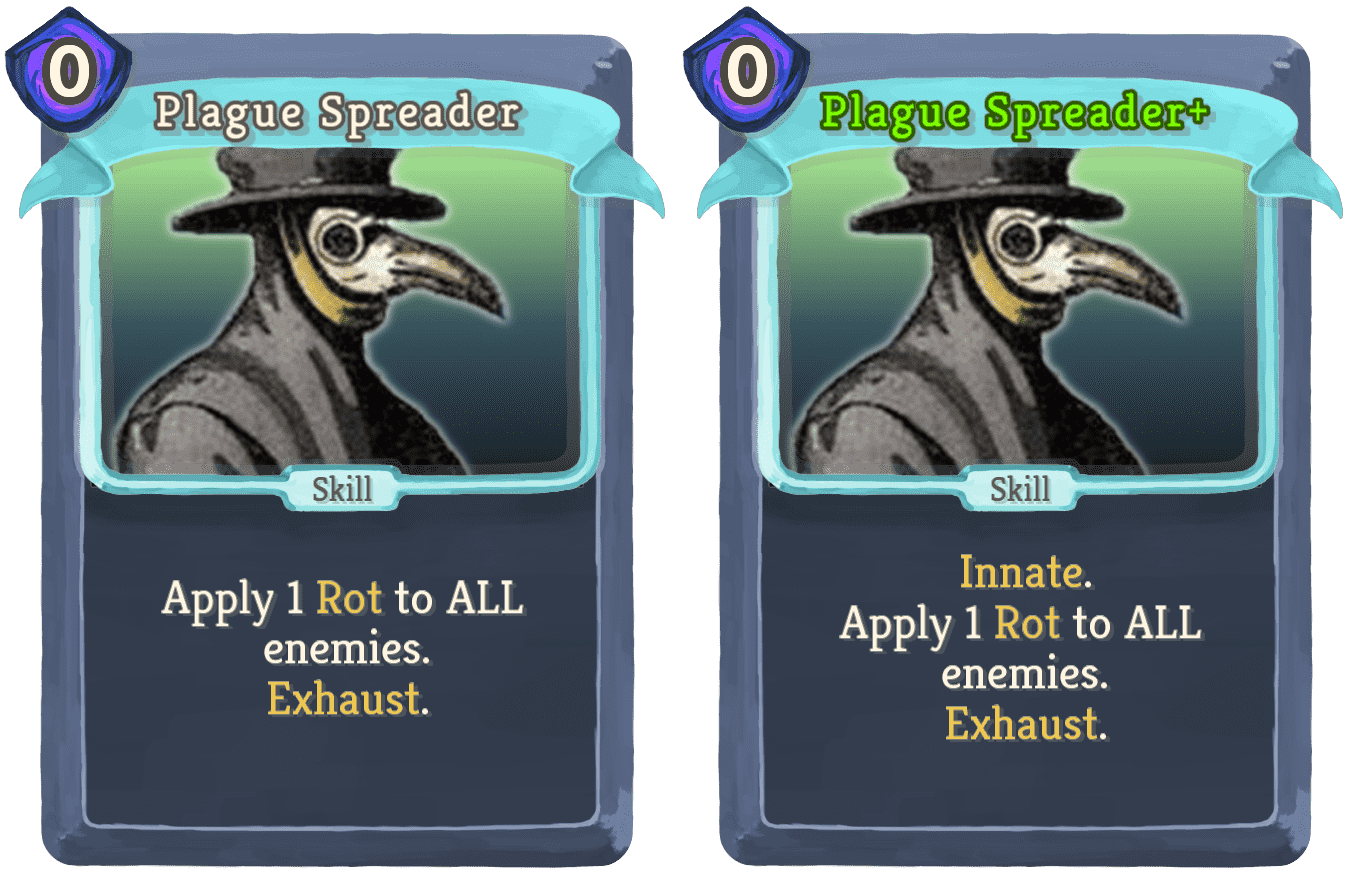 0
Plague Spreader
Skill
Apply 1 Rot to ALL
enemies.
Exhaust.
0
Plague Spreader+
Skill
Innate.
Apply 1 Rot to ALL
enemies.
Exhaust.